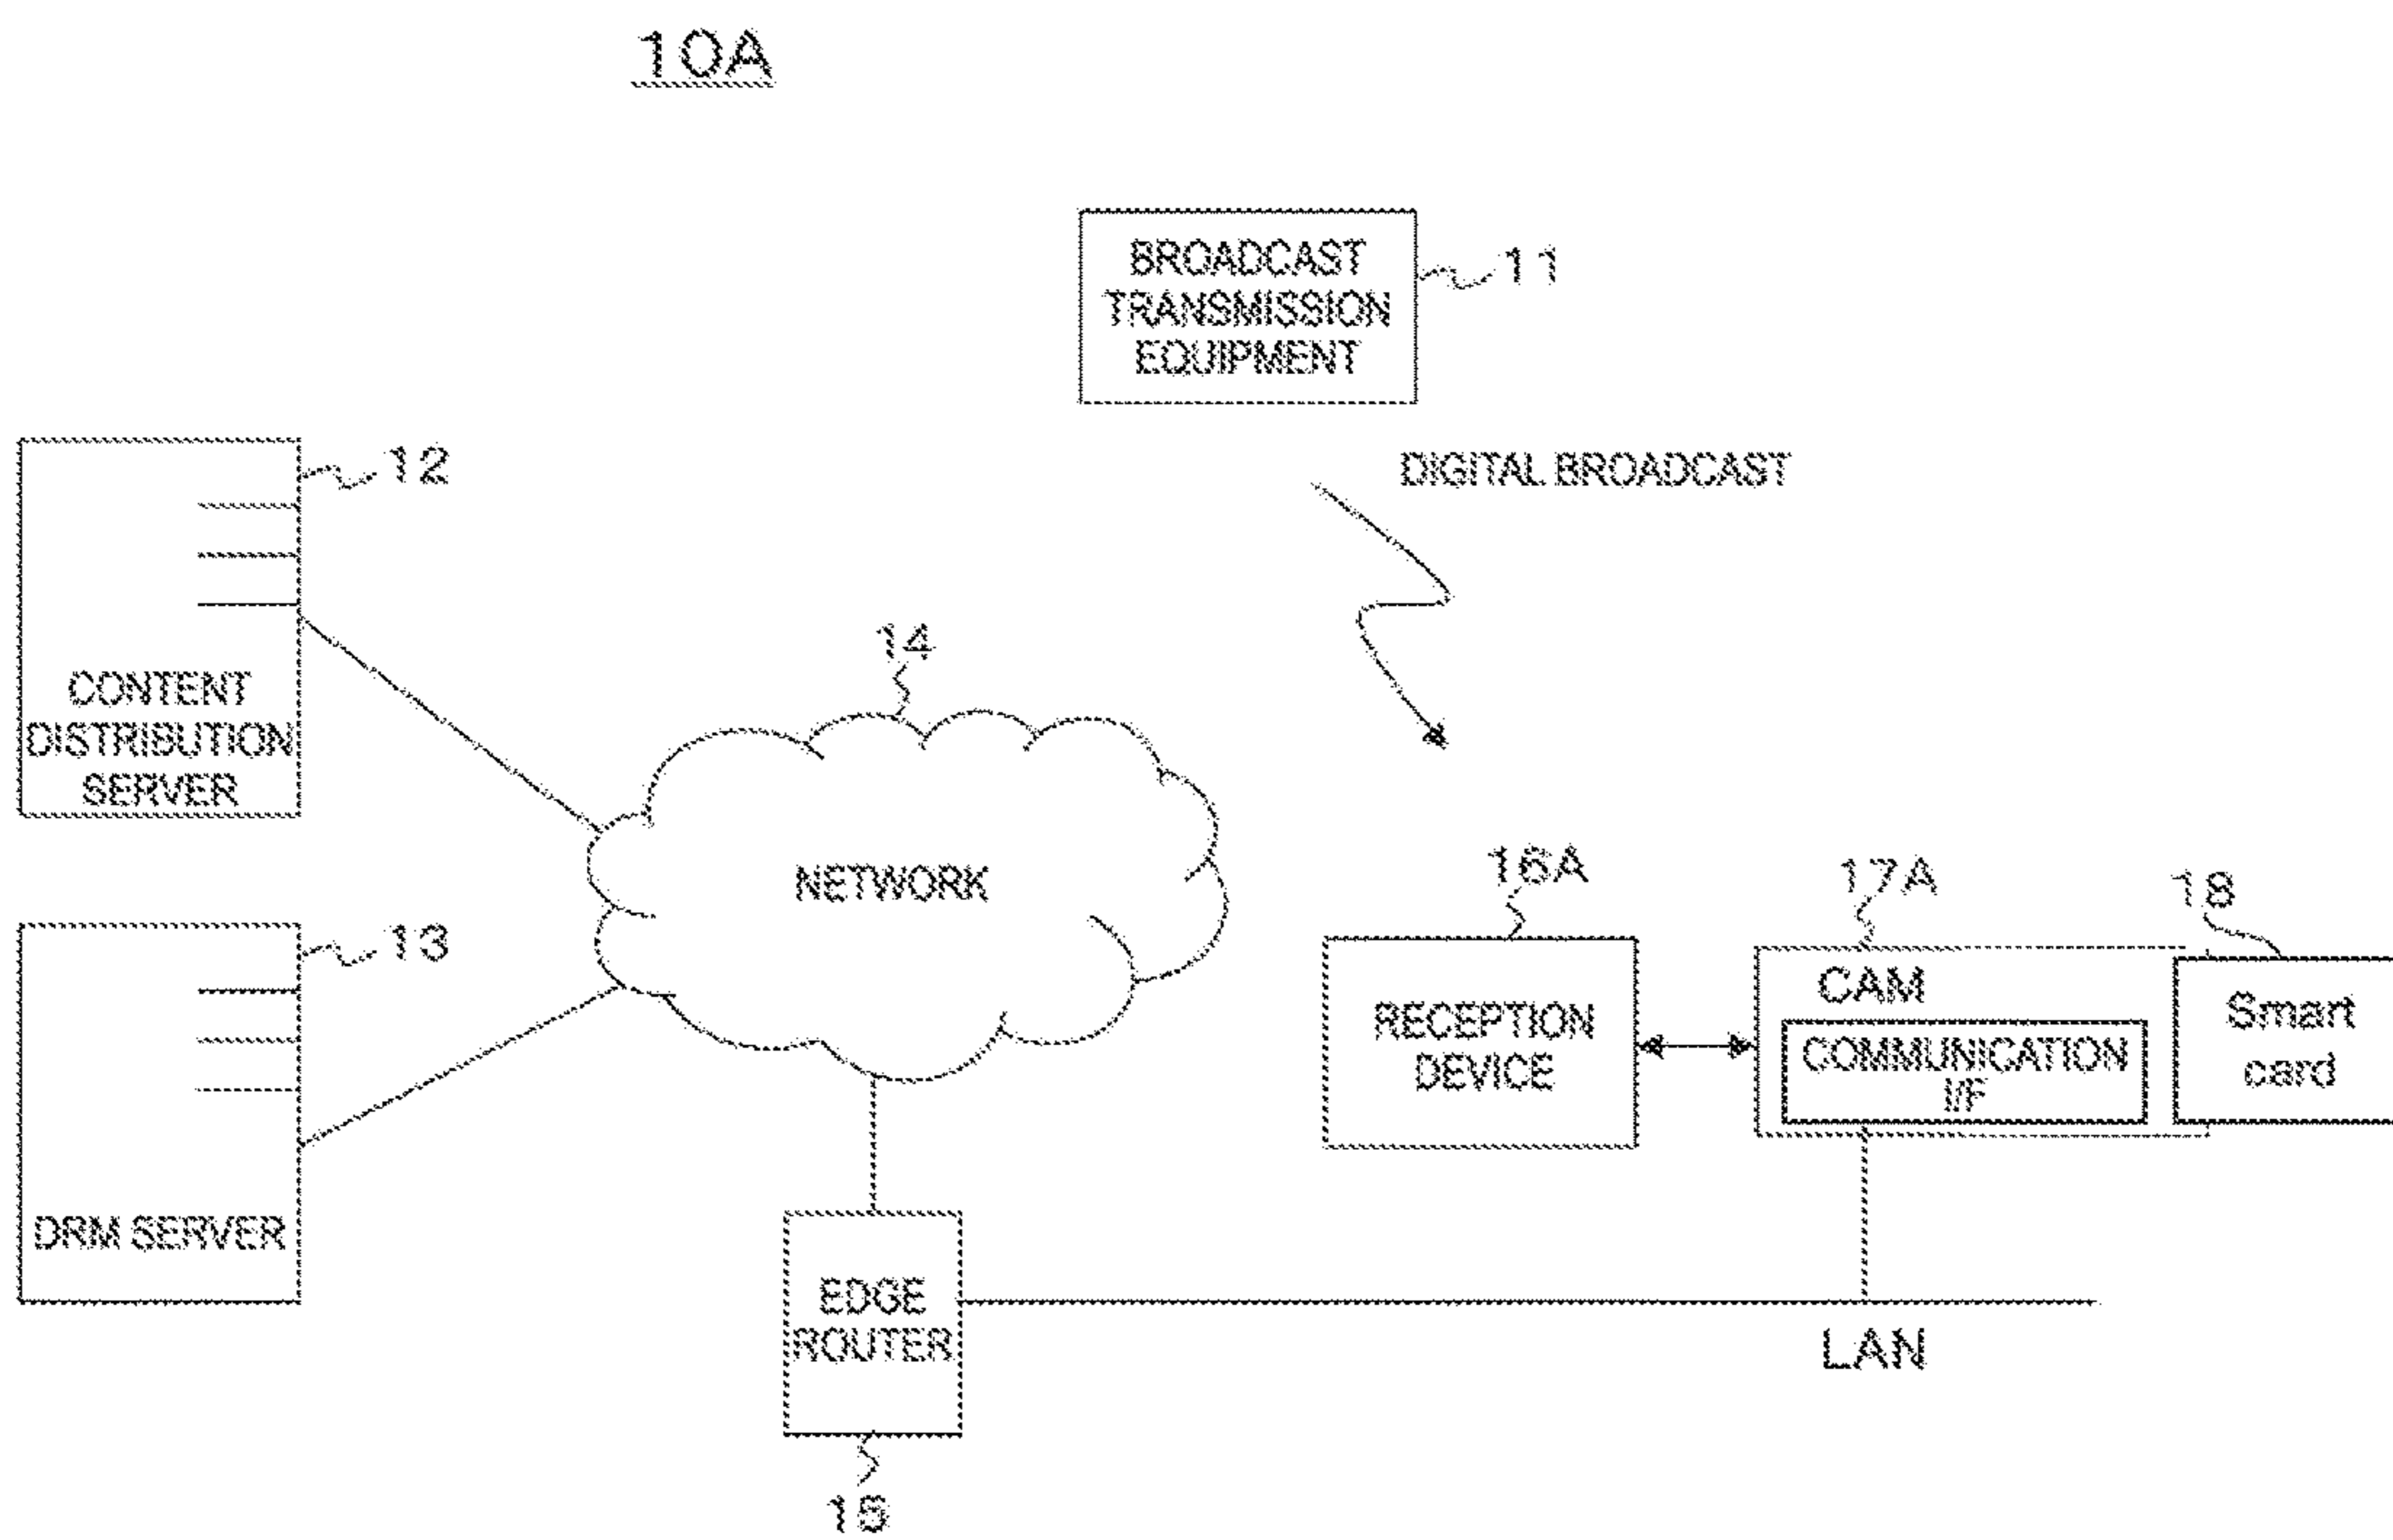 10A
BROADCAST
TRANSMISSION
EQUIPMENT
11
DIGITAL BROADCAST
12
CONTENT
DISTRIBUTION
SERVER
14
NETWORK
13
DRM SERVER
16A
RECEPTION
DEVICE
17A
CAM
COMMUNICATION
I/F
18
Smart
card
EDGE
ROUTER
15
LAN